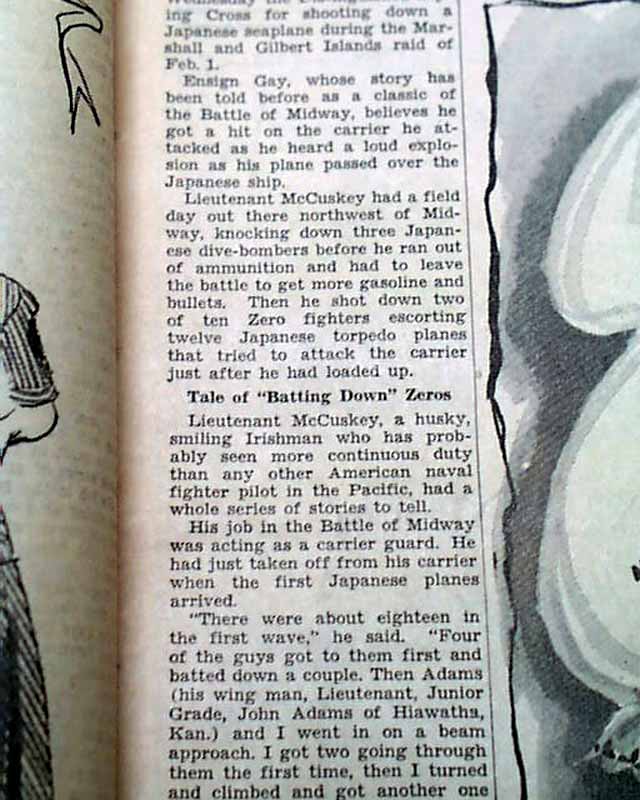 ing Cross for shooting down a
Japanese seaplane during the Mar-
shall and Gilbert Islands raid of
Feb. 1.
Ensign Gay, whose story has
been told before as a classic of
the Battle of Midway, believes he
got a hit on the carrier he at-
tacked as he heard a loud explo-
sion as his plane passed over the
Japanese ship.
Lieutenant McCuskey had a field
day out there northwest of Mid-
way, knocking down three Japan-
ese dive-bombers before he ran out
of ammunition and had to leave
the battle to get more gasoline and
bullets. Then he shot down two
of ten Zero fighters escorting
twelve Japanese torpedo planes
that tried to attack the carrier
just after he had loaded up.
Tale of "Batting Down" Zeros
Lieutenant McCuskey, a husky,
smiling Irishman who has prob-
ably seen more continuous duty
than any other American naval
fighter pilot in the Pacific, had a
whole series of stories to tell.
His job in the Battle of Midway
was acting as a carrier guard. He
had just taken off from his carrier
when the first Japanese planes
arrived.
"There were about eighteen in
the first wave," he said. "Four
of the guys got to them first and
batted down a couple. Then Adams
(his wing man, Lieutenant, Junior
Grade, John Adams of Hiawatha,
Kan.) and I went in on a beam
approach. I got two going through
them the first time, then I turned
and climbed and got another one